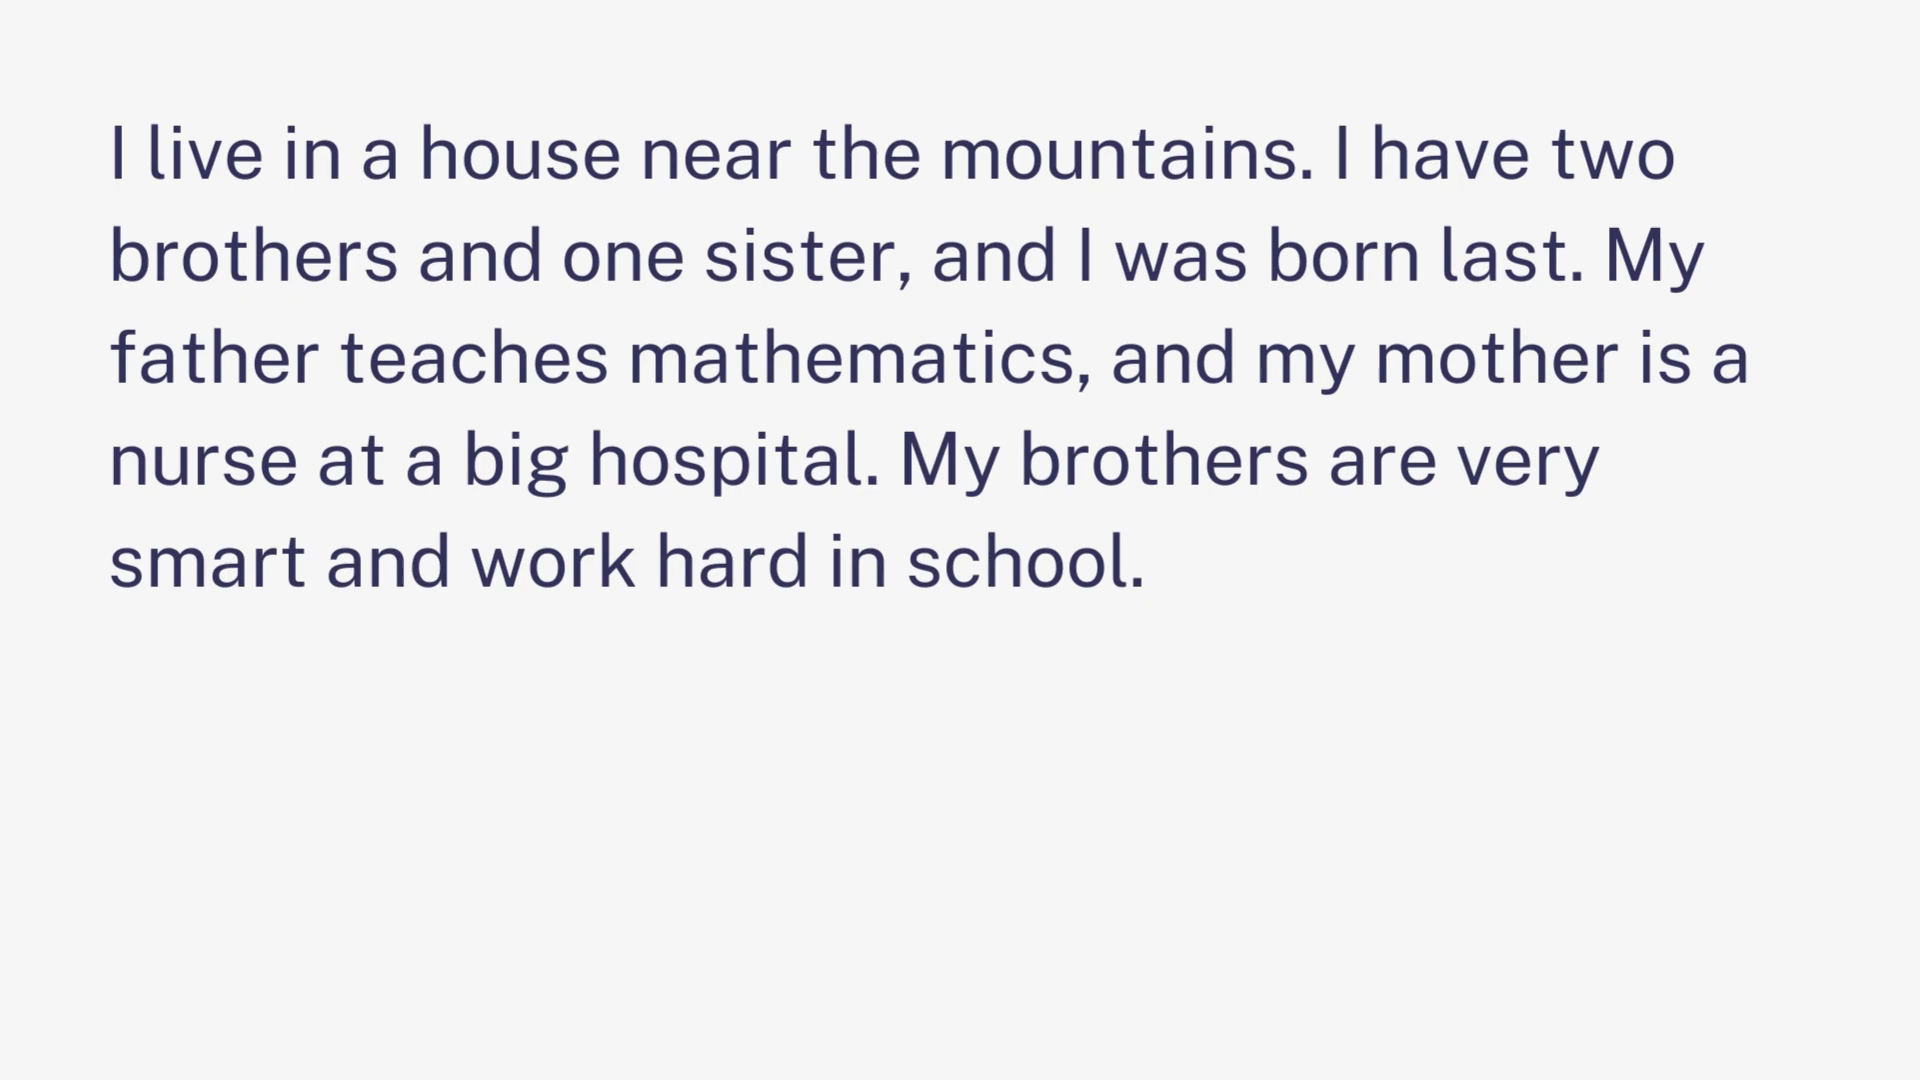 I live in a house near the mountains. I have two
brothers and one sister, and I was born last. My
father teaches mathematics, and my mother is a
nurse at a big hospital. My brothers are very
smart and work hard in school.